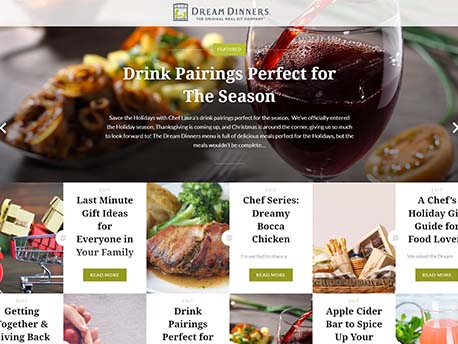 DREAM DINNERS
THE ORIGINAL MEAL KIT COMPANY
FEATURED
Drink Pairings Perfect for
The Season
Savor the Holidays with Chef Laura's drink pairings perfect for the season. We've officially entered
the Holiday season, Thanksgiving is coming up, and Christmas is around the corner, giving us so much
to look forward to! The Dream Dinners menu is full of delicious meals perfect for the Holidays, but the
meals wouldn't be complete...
Last Minute
Gift Ideas
for
Everyone in
Your Family
READ MORE
Chef Series:
Dreamy
Bocca
Chicken
I'm excited to share a
READ MORE
A Chef's
Holiday Gi
Guide for
Food Lover
We asked the Dream
READ MORE
Getting
Together &
Giving Back
Drink
Pairings
Perfect for
Apple Cider
Bar to Spice
Up Your